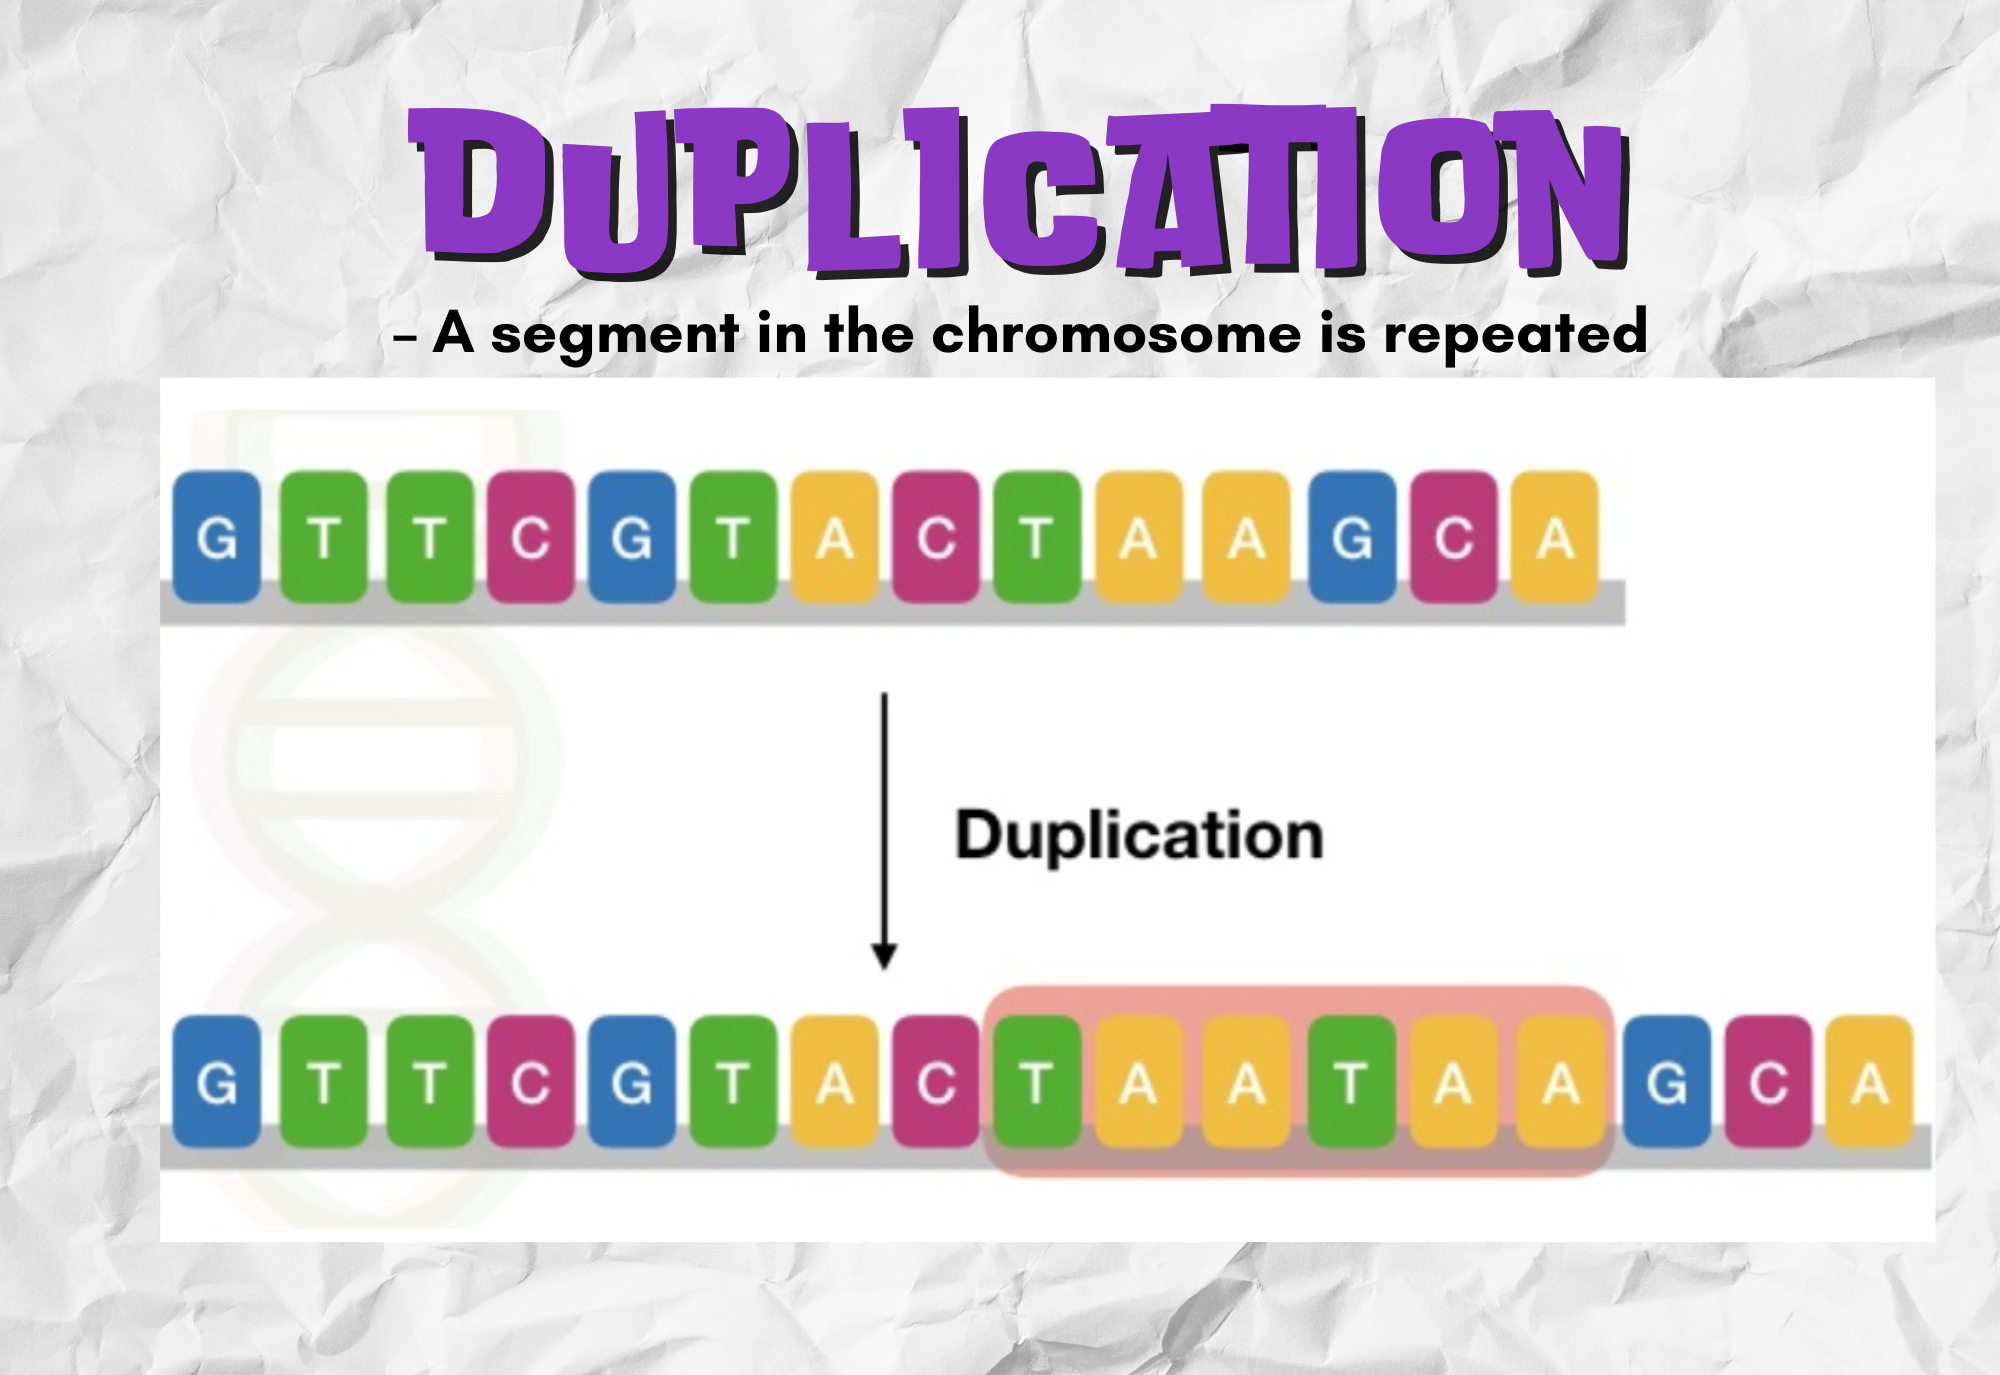 DUPLICATION
– A segment in the chromosome is repeated
G T T C G T A C T A A G C A
Duplication
G T T C G T A C T A A T A A G C A